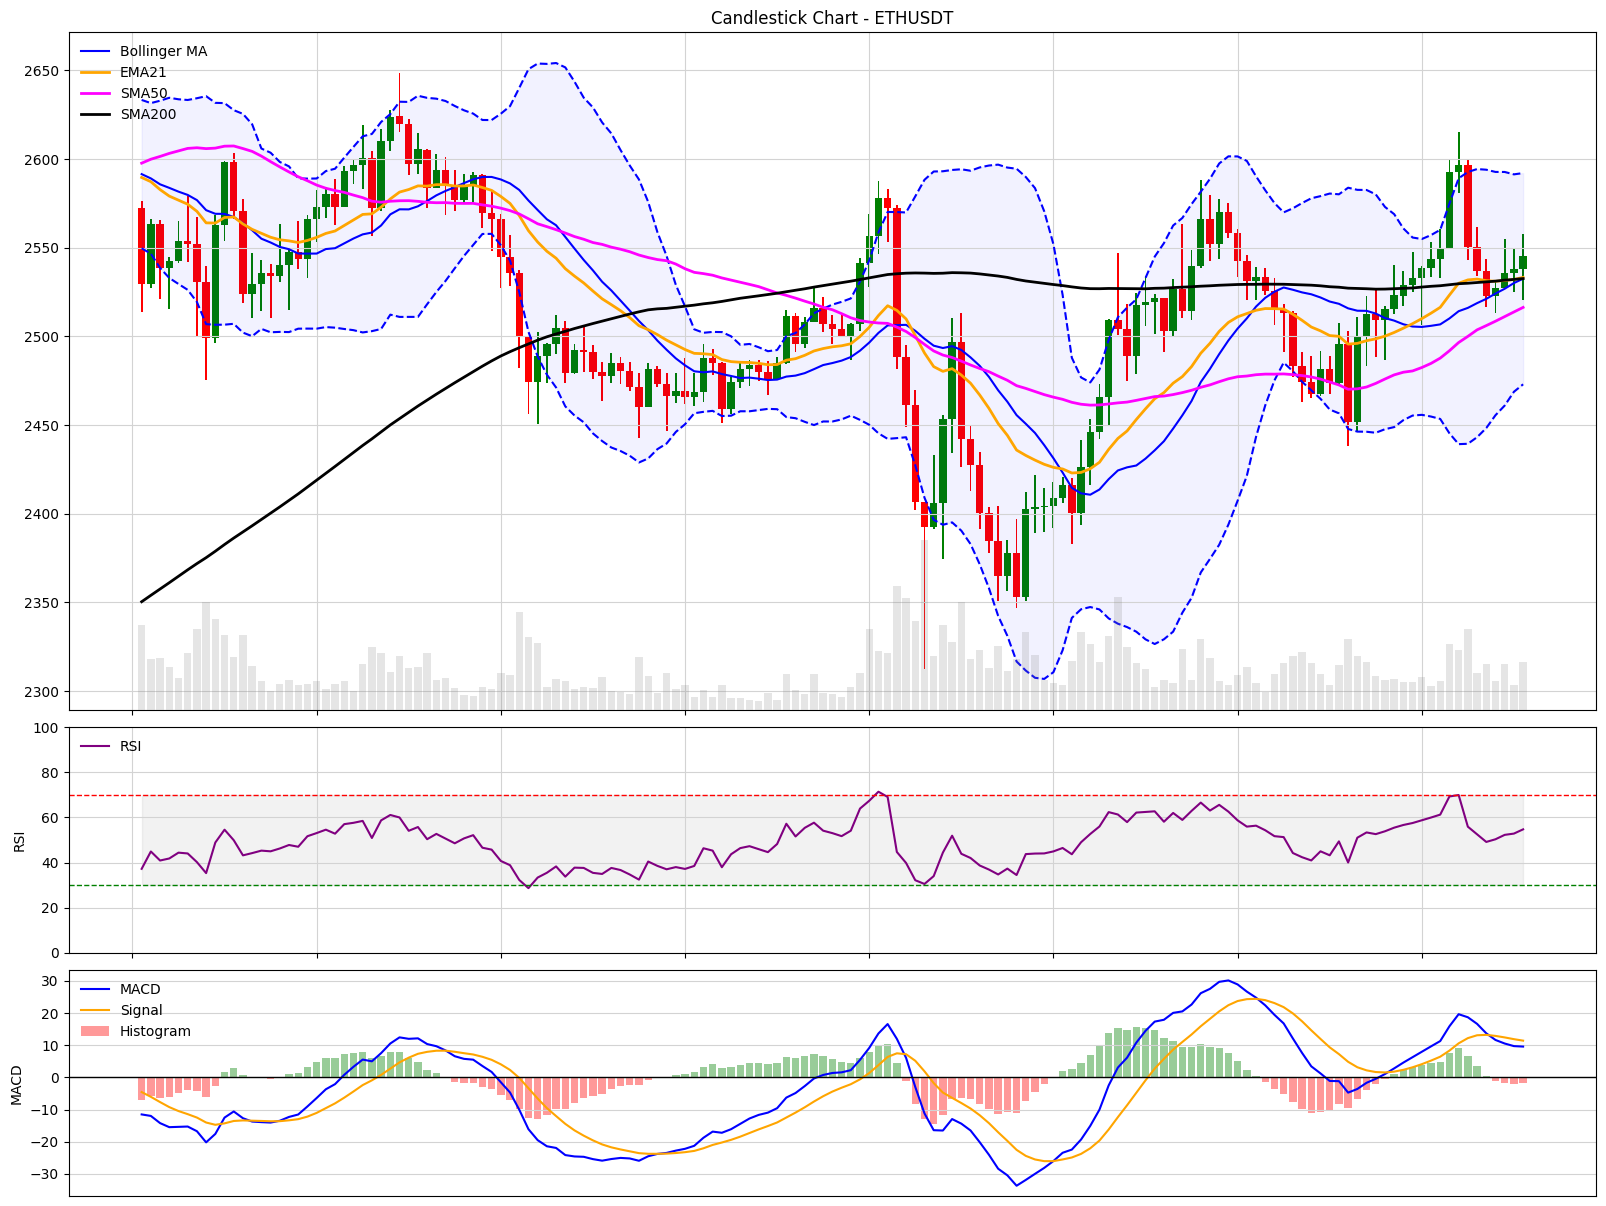 Candlestick Chart - ETHUSDT
Bollinger MA
EMA21
SMA50
SMA200
2650
2600
2550
2500
2450
2400
2350
2300
RSI
100
80
60
40
20
0
RSI
MACD
Signal
Histogram
30
20
10
0
−10
−20
−30
MACD